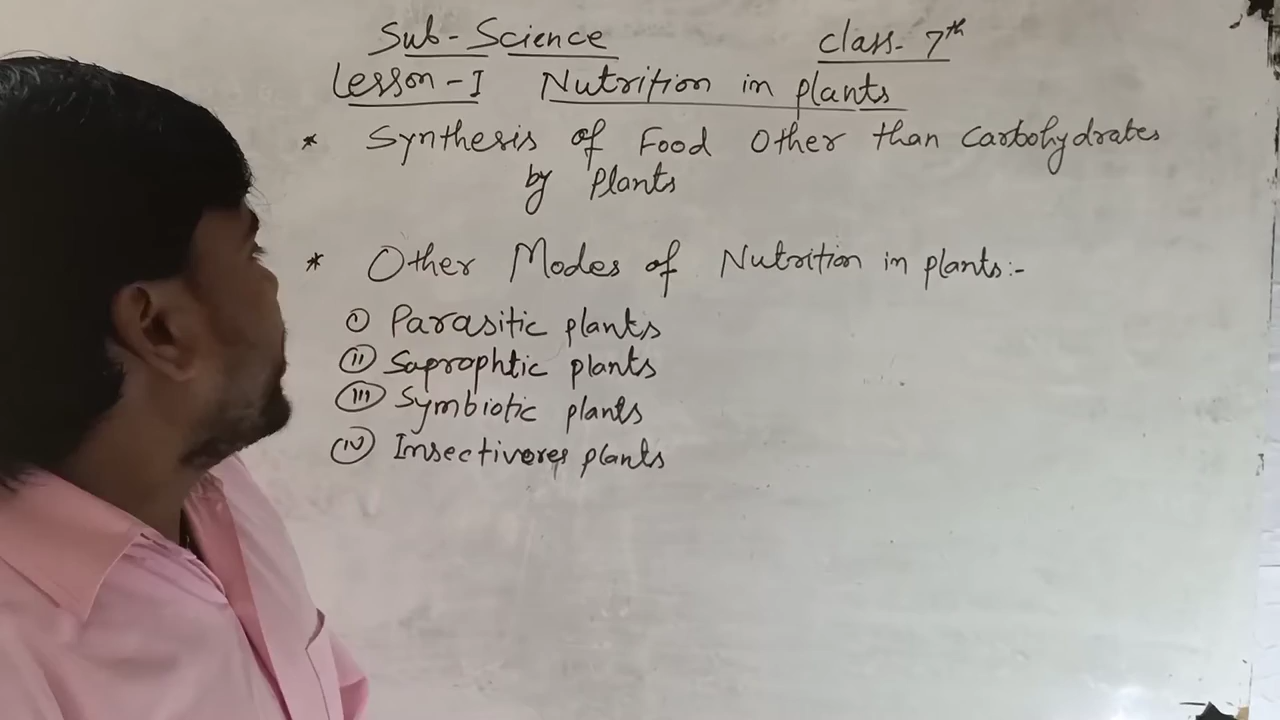 Sub-Science Class-7th
Lesson-I Nutrition in plants
* Synthesis of Food Other than Carbohydrates
by Plants
* Other Modes of Nutrition in plants:-
(i) Parasitic plants
(ii) Saprophtic plants
(iii) Symbiotic plants
(iv) Insectivores plants